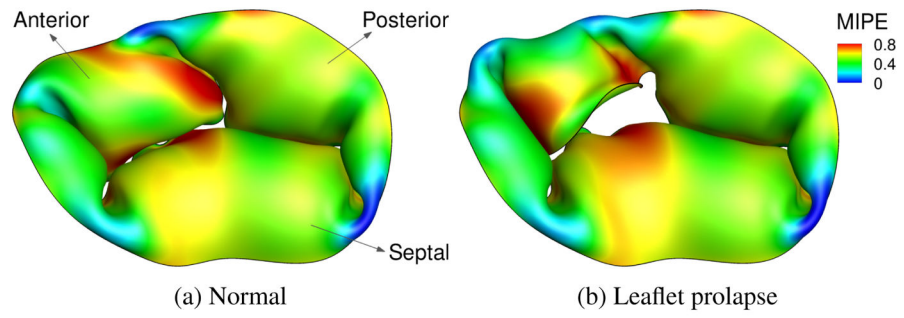 Anterior
Posterior
MIPE
0.8
0.4
0
Septal
(a) Normal
(b) Leaflet prolapse